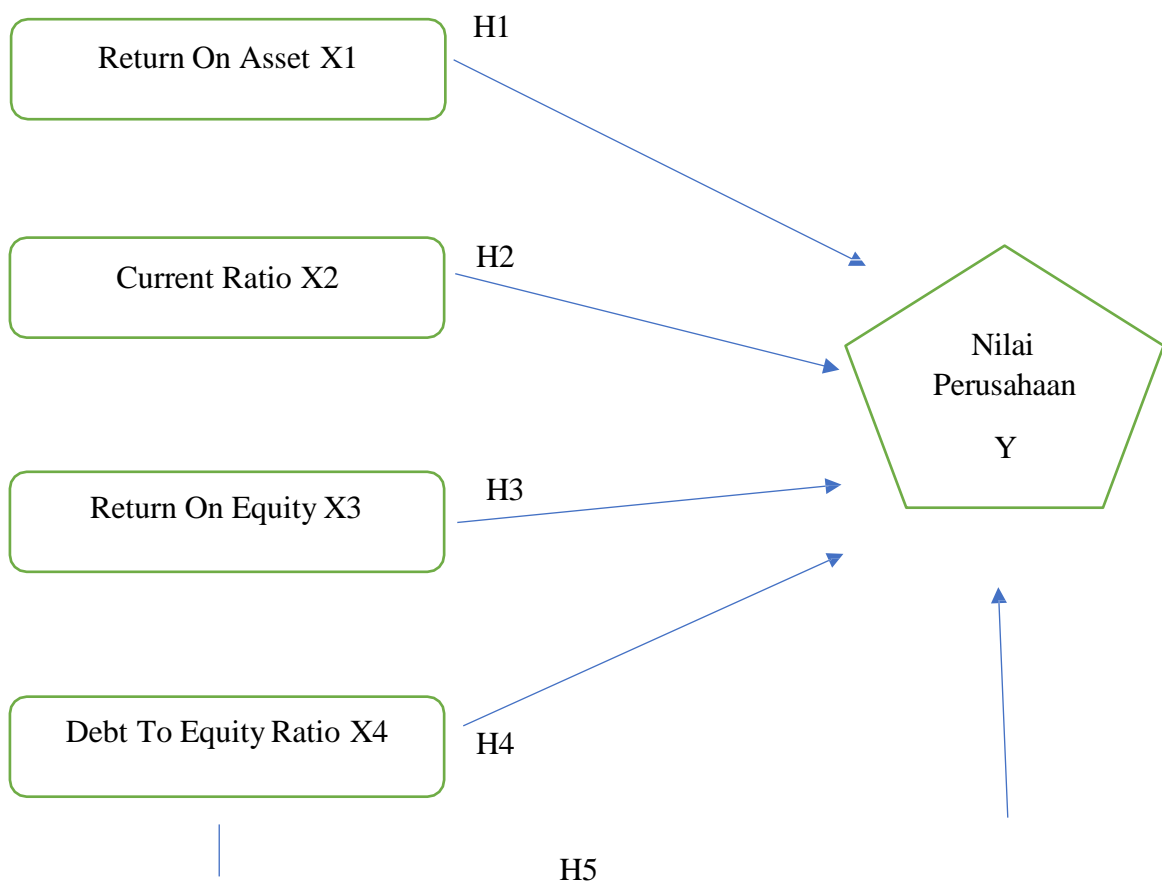 H1
Return On Asset X1
H2
Current Ratio X2
Nilai
Perusahaan
Y
H3
Return On Equity X3
Debt To Equity Ratio X4
H4
H5